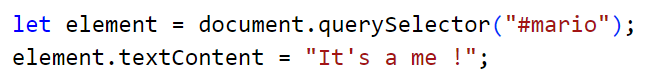 let element = document.querySelector("#mario");
element.textContent = "It's a me !";